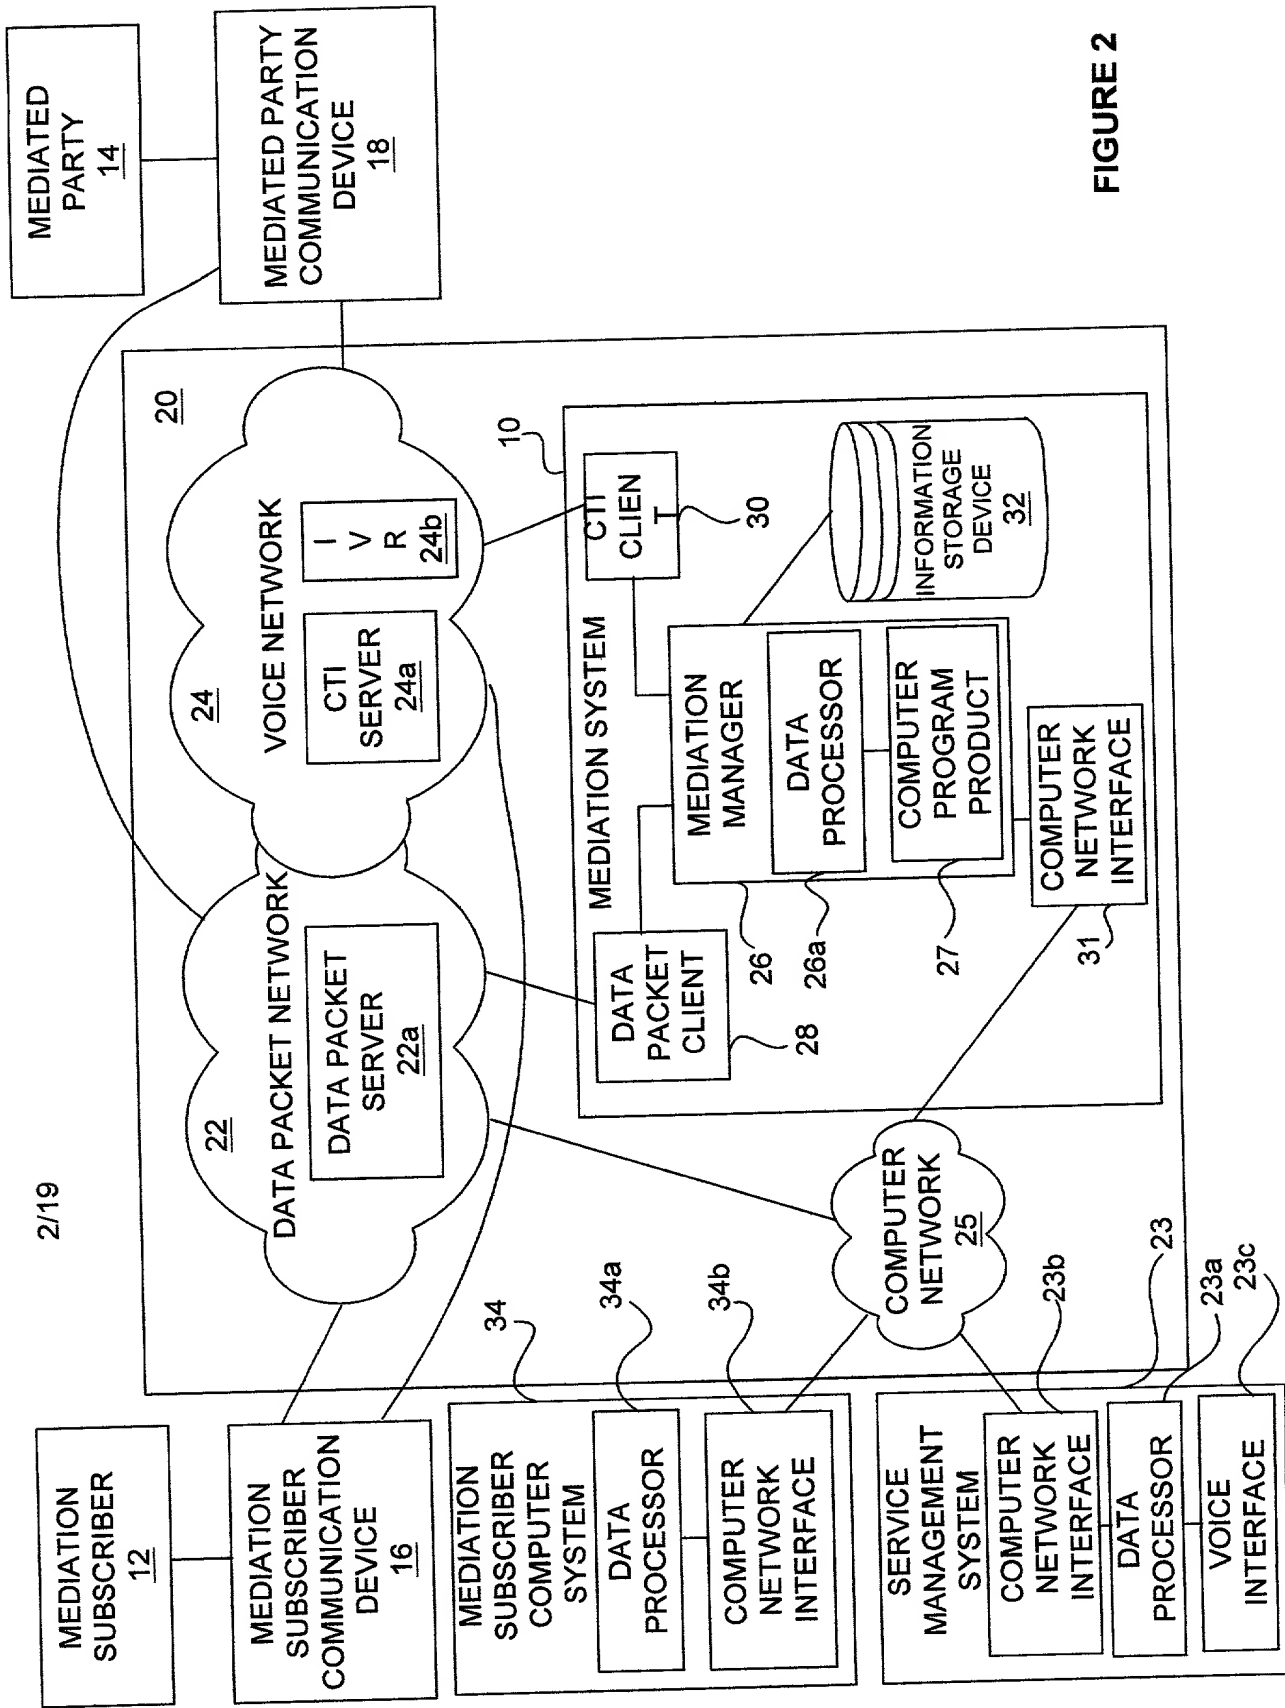 2/19
MEDIATION
SUBSCRIBER
12
MEDIATION
SUBSCRIBER
COMMUNICATION
DEVICE
16
MEDIATION
SUBSCRIBER
COMPUTER
SYSTEM
34
DATA
PROCESSOR
34a
COMPUTER
NETWORK
INTERFACE
34b
SERVICE
MANAGEMENT
SYSTEM
COMPUTER
NETWORK
INTERFACE
23b
DATA
PROCESSOR
23
23a
VOICE
INTERFACE
23c
22
DATA PACKET NETWORK
DATA PACKET
SERVER
22a
24
VOICE NETWORK
CTI
SERVER
24a
I
V
R
24b
20
MEDIATED
PARTY
14
MEDIATED PARTY
COMMUNICATION
DEVICE
18
COMPUTER
NETWORK
25
MEDIATION SYSTEM
10
DATA
PACKET
CLIENT
28
CTI
CLIEN
T
30
MEDIATION
MANAGER
26
DATA
PROCESSOR
26a
COMPUTER
PROGRAM
PRODUCT
27
COMPUTER
NETWORK
INTERFACE
31
INFORMATION
STORAGE
DEVICE
32
FIGURE 2